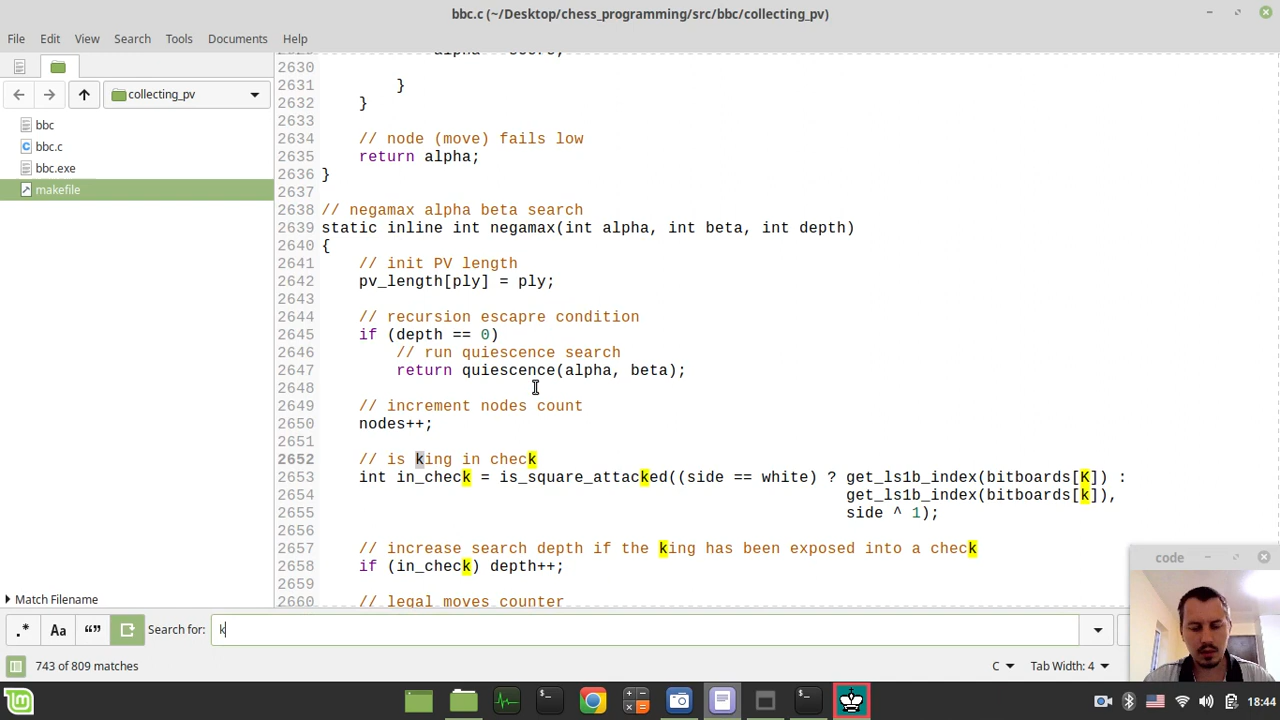 bbc.c (~/Desktop/chess_programming/src/bbc/collecting_pv)
File Edit View Search Tools Documents Help
collecting_pv
bbc
bbc.c
bbc.exe
makefile
2630
2631 }
2632 }
2633
2634 // node (move) fails low
2635 return alpha;
2636 }
2637
2638 // negamax alpha beta search
2639 static inline int negamax(int alpha, int beta, int depth)
2640 {
2641 // init PV length
2642 pv_length[ply] = ply;
2643
2644 // recursion escapre condition
2645 if (depth == 0)
2646 // run quiescence search
2647 return quiescence(alpha, beta);
2648
2649 // increment nodes count
2650 nodes++;
2651
2652 // is king in check
2653 int in_check = is_square_attacked((side == white) ? get_ls1b_index(bitboards[K]) :
2654 get_ls1b_index(bitboards[k]),
2655 side ^ 1);
2656
2657 // increase search depth if the king has been exposed into a check
2658 if (in_check) depth++;
2659
2660 // legal moves counter
Match Filename
code
.* Aa “” Search for: k
743 of 809 matches C Tab Width: 4
18:44